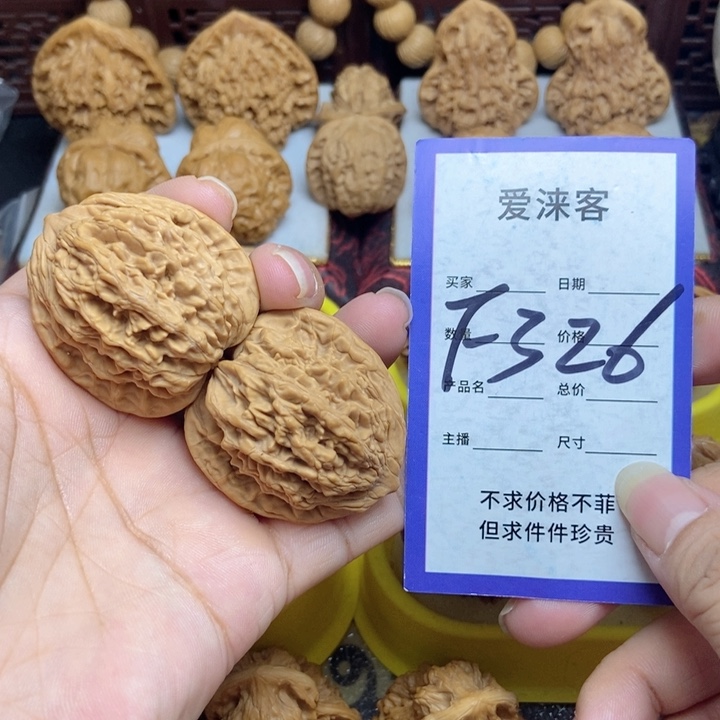 爱涞客
买家 日期
F326
数量 价格
产品名 总价
主播 尺寸
不求价格不菲
但求件件珍贵